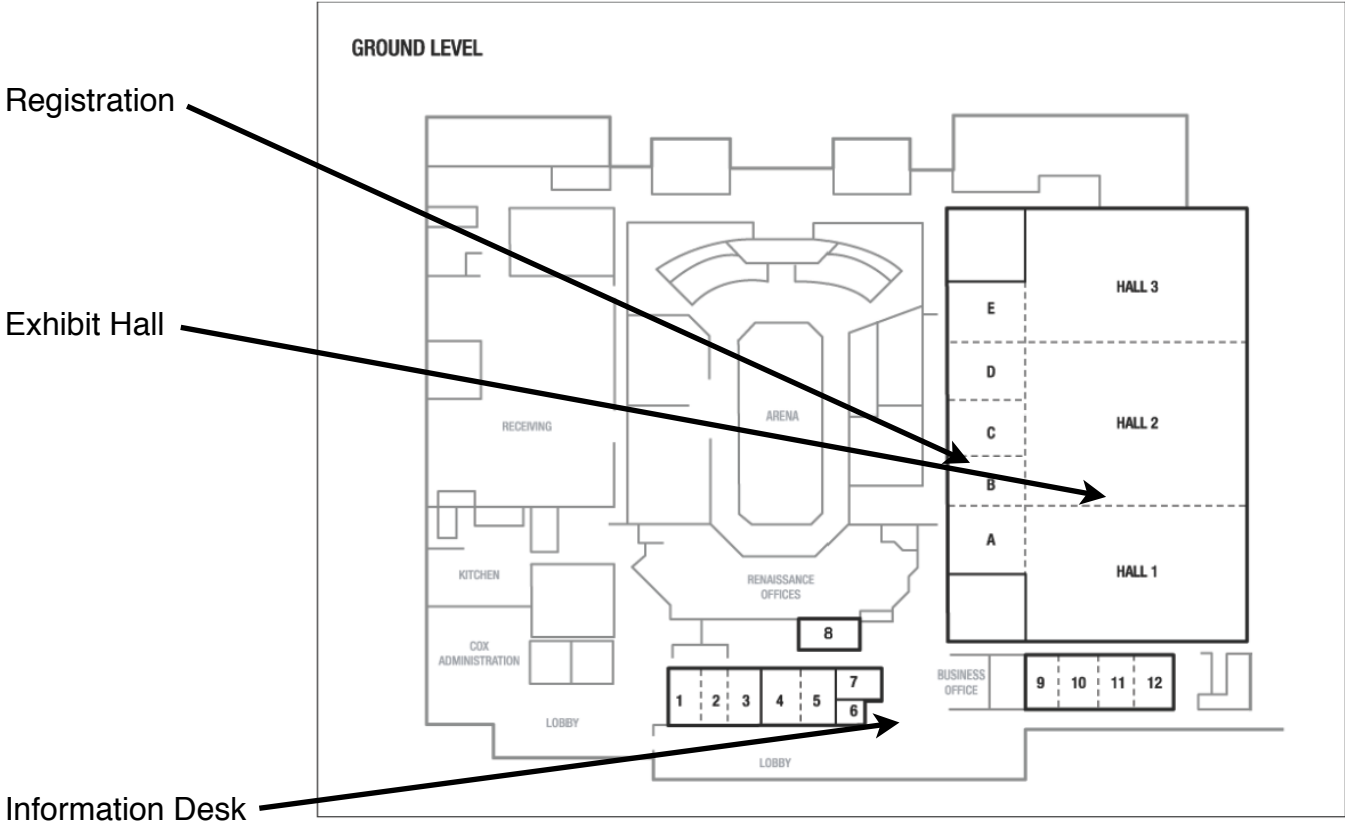 GROUND LEVEL
Registration
Exhibit Hall
HALL 3
E
D
ARENA
HALL 2
C
RECEIVING
B
A
HALL 1
KITCHEN
RENAISSANCE
OFFICES
8
COX
ADMINISTRATION
BUSINESS
OFFICE
1
2
3
4
5
7
6
9
10
11
12
LOBBY
LOBBY
Information Desk